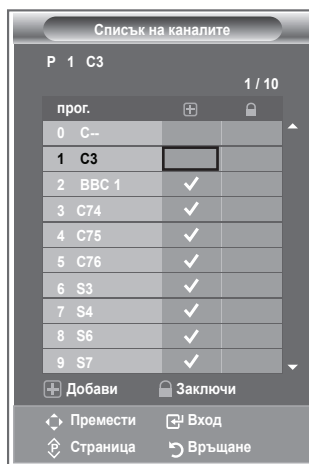 Списък на каналите
P 1 C3
1 / 10
прог.
0 C--
1 C3
2 BBC 1
3 C74
4 C75
5 C76
6 S3
7 S4
8 S6
9 S7
Добави Заключи
Премести Вход
Страница Връщане